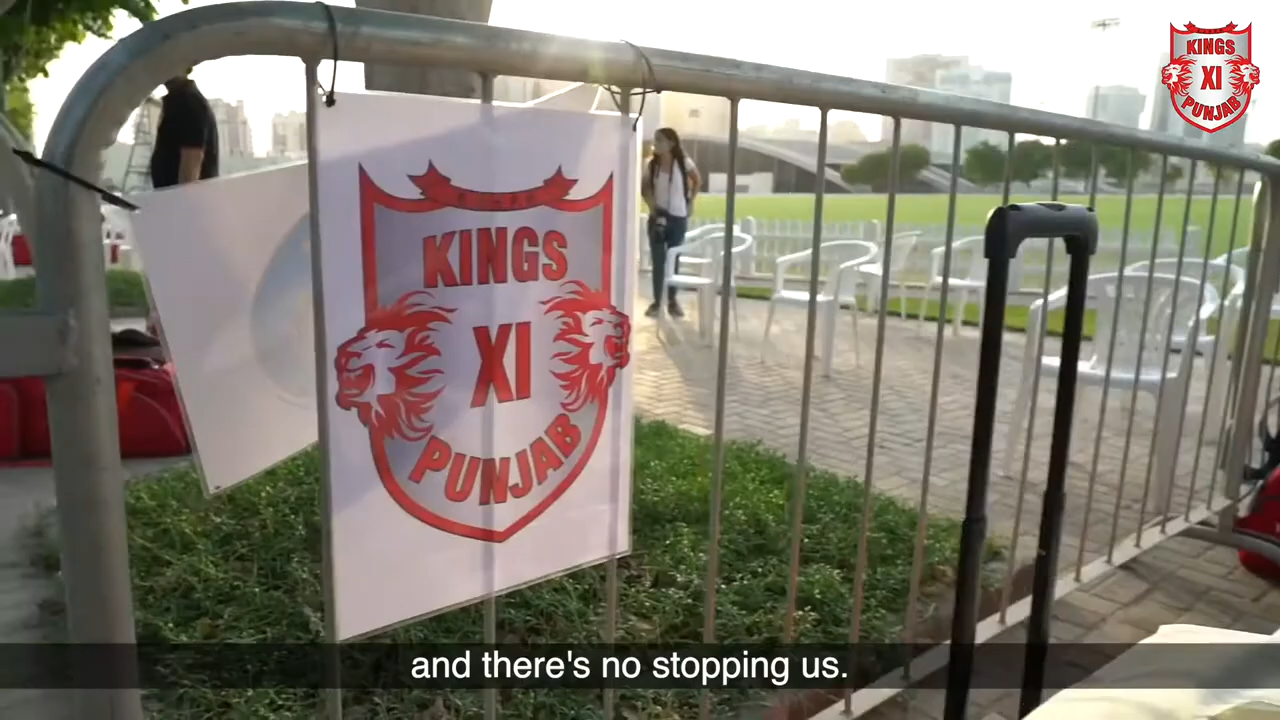 KINGS
XI
PUNJAB
KINGS
XI
PUNJAB
and there's no stopping us.